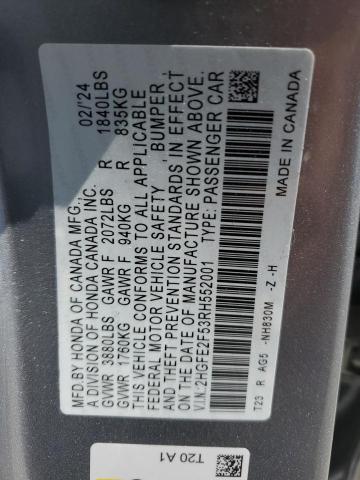 MFD.BY HONDA OF CANADA MFG., 02/'24
A DIVISION OF HONDA CANADA INC.
GVWR 3880LBS GAWR F 2072LBS R 1840LBS
GVWR 1760KG GAWR F 940KG R 835KG
THIS VEHICLE CONFORMS TO ALL APPLICABLE
FEDERAL MOTOR VEHICLE SAFETY , BUMPER ,
AND THEFT PREVENTION STANDARDS IN EFFECT
ON THE DATE OF MANUFACTURE SHOWN ABOVE.
V.I.N.:2HGFE2F53RH552001 TYPE:PASSENGER CAR
T23 R AG5 -NH830M -Z -H
MADE IN CANADA
T20 A1